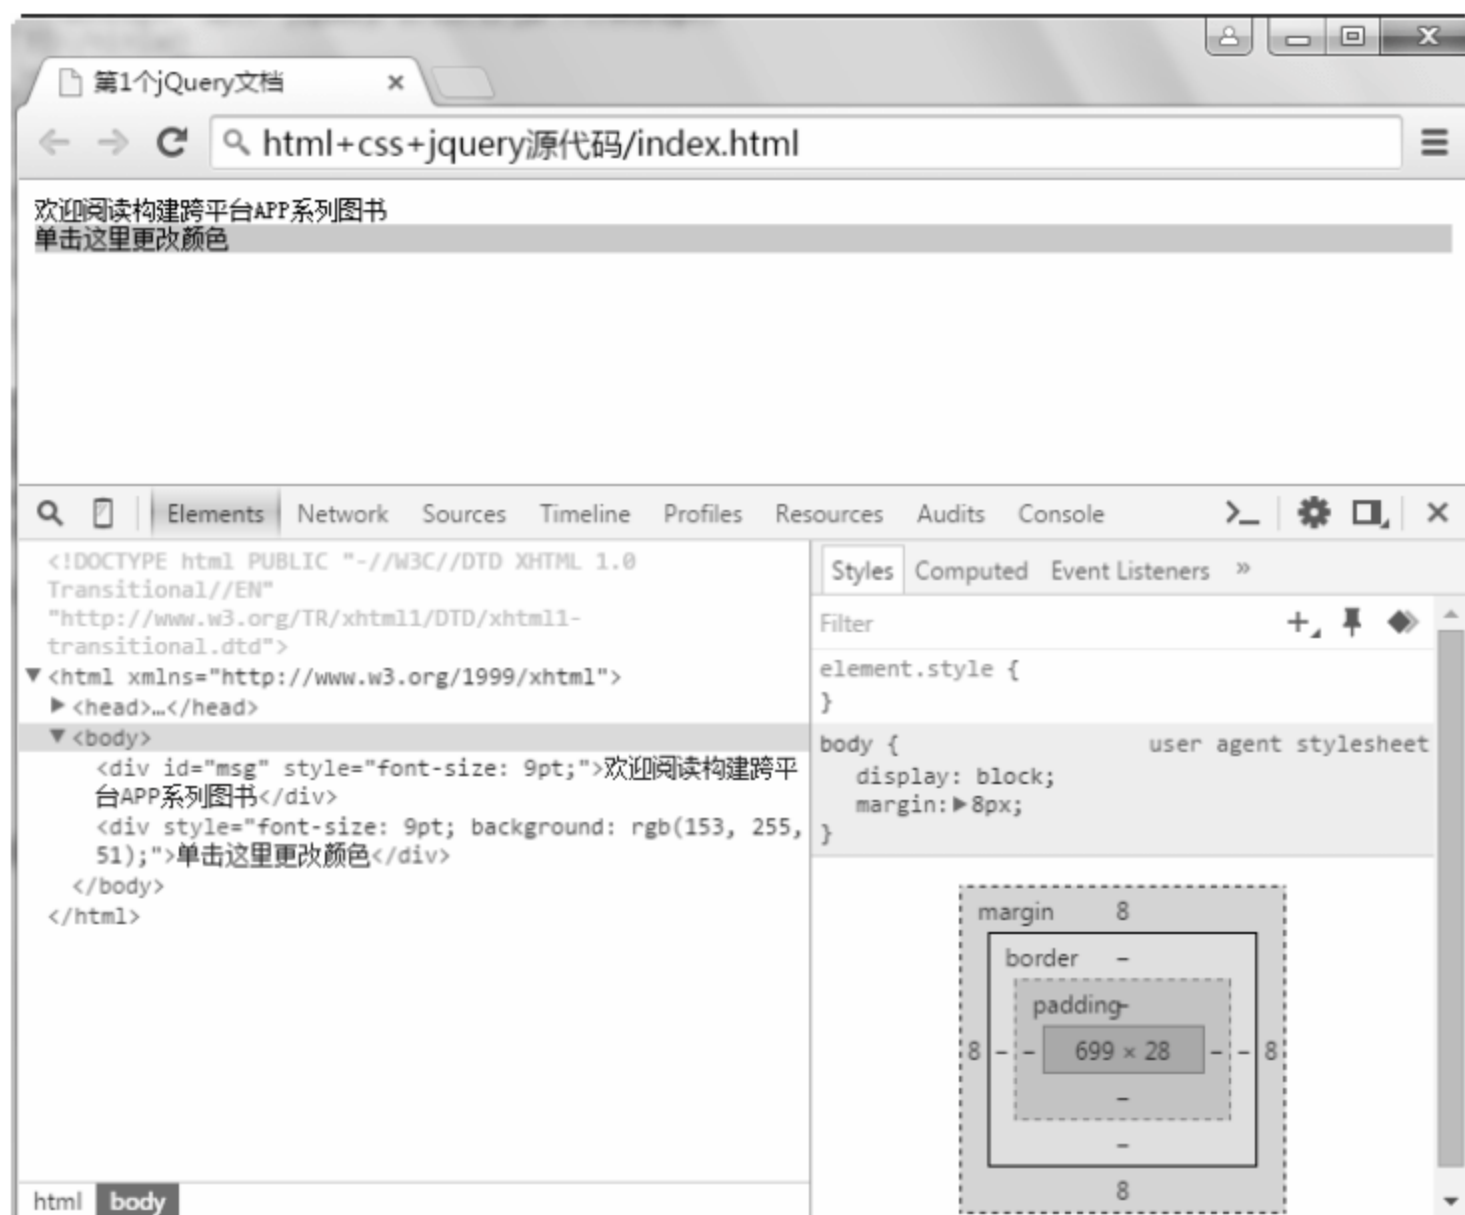 第1个jQuery文档
html+css+jquery源代码/index.html
欢迎阅读构建跨平台APP系列图书
单击这里更改颜色
Elements Network Sources Timeline Profiles Resources Audits Console
<!DOCTYPE html PUBLIC "-//W3C//DTD XHTML 1.0
Transitional//EN"
"http://www.w3.org/TR/xhtml1/DTD/xhtml1-
transitional.dtd">
<html xmlns="http://www.w3.org/1999/xhtml">
<head>…</head>
<body>
<div id="msg" style="font-size: 9pt;">欢迎阅读构建跨平
台APP系列图书</div>
<div style="font-size: 9pt; background: rgb(153, 255,
51);">单击这里更改颜色</div>
</body>
</html>
html body
Styles Computed Event Listeners »
Filter
element.style {
}
body { user agent stylesheet
display: block;
margin:▶8px;
}
margin 8
border –
padding –
8 – – 699 × 28 – – 8
–
–
8